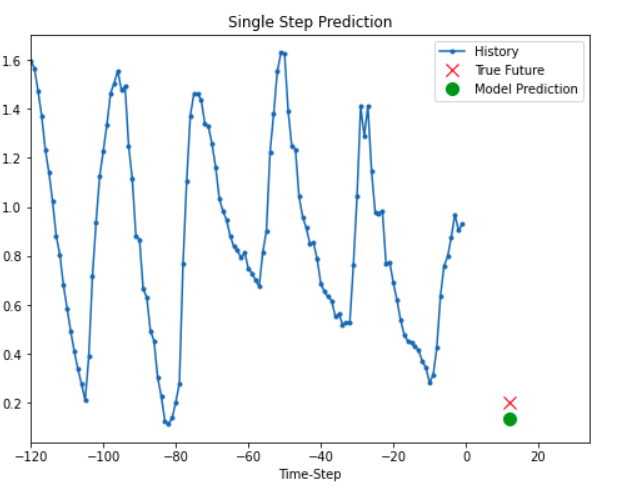 Single Step Prediction
History
True Future
Model Prediction
1.6
1.4
1.2
1.0
0.8
0.6
0.4
0.2
−120 −100 −80 −60 −40 −20 0 20
Time-Step